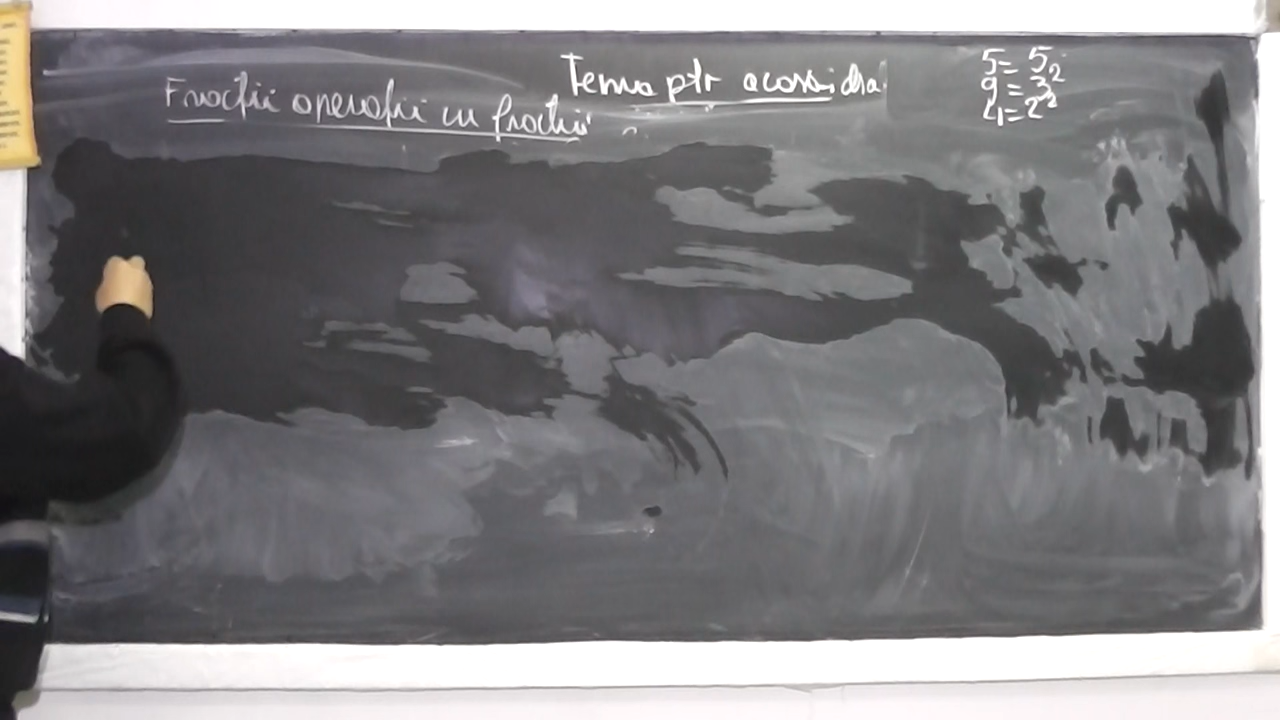 Tema ptr acasă
Fracții operații cu fracții
5 = 5
9 = 3²
4 = 2²